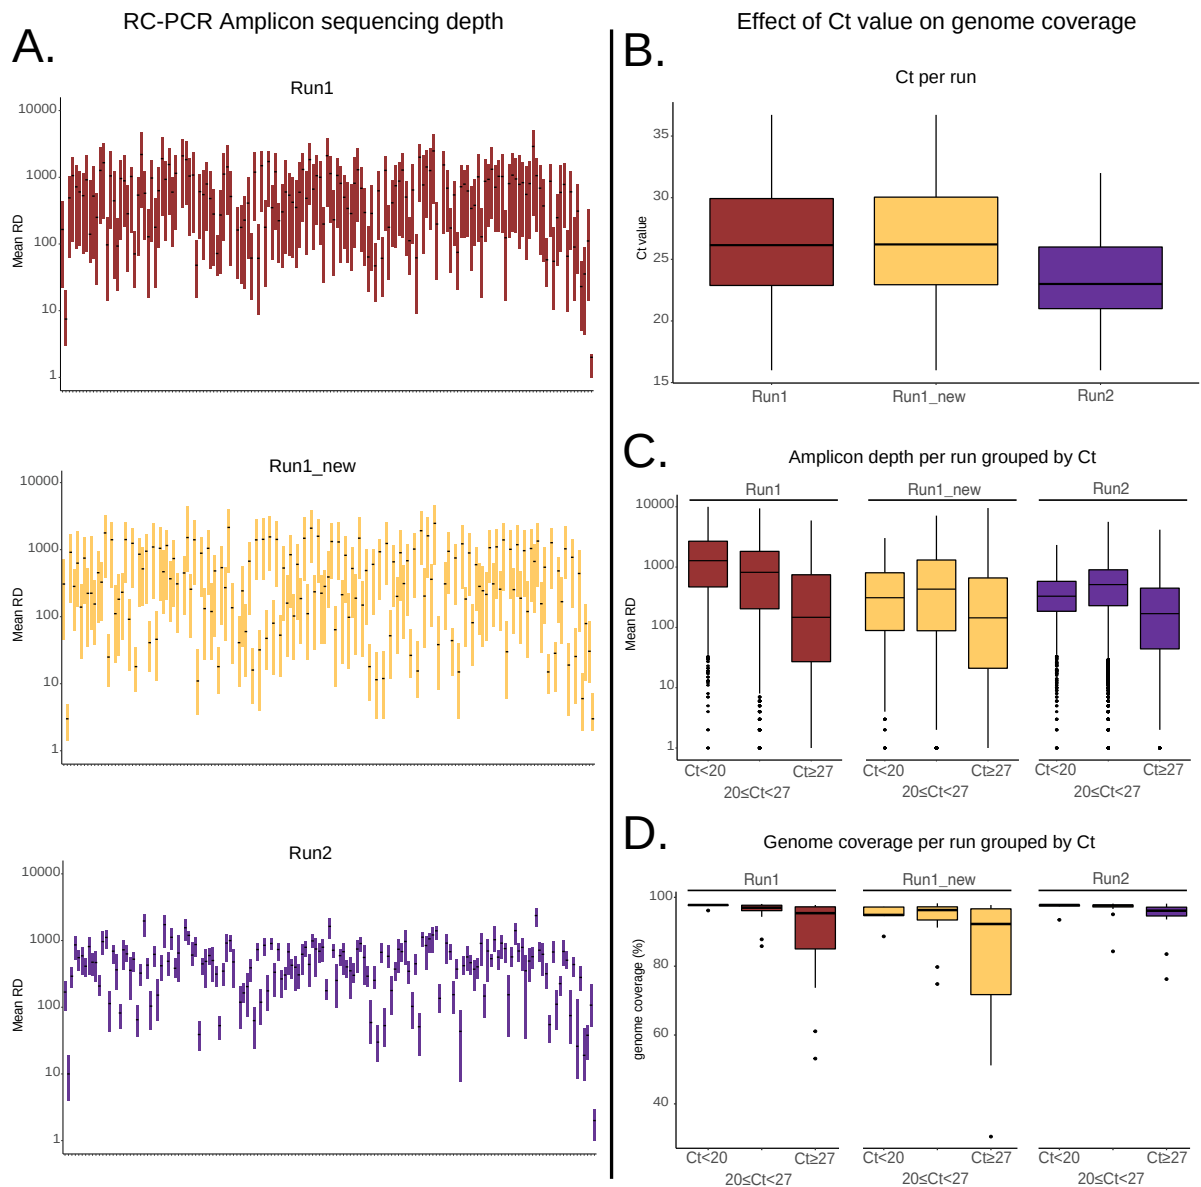 RC-PCR Amplicon sequencing depth
A.
Run1
10000
1000
100
10
1
Mean RD
Run1_new
10000
1000
100
10
1
Mean RD
Run2
10000
1000
100
10
1
Mean RD
Effect of Ct value on genome coverage
B.
Ct per run
35
30
25
20
15
Ct value
Run1 Run1_new Run2
C.
Amplicon depth per run grouped by Ct
Run1 Run1_new Run2
10000
1000
100
10
1
Mean RD
Ct<20 Ct≥27 Ct<20 Ct≥27 Ct<20 Ct≥27
20≤Ct<27 20≤Ct<27 20≤Ct<27
D.
Genome coverage per run grouped by Ct
Run1 Run1_new Run2
100
80
60
40
genome coverage (%)
Ct<20 Ct≥27 Ct<20 Ct≥27 Ct<20 Ct≥27
20≤Ct<27 20≤Ct<27 20≤Ct<27